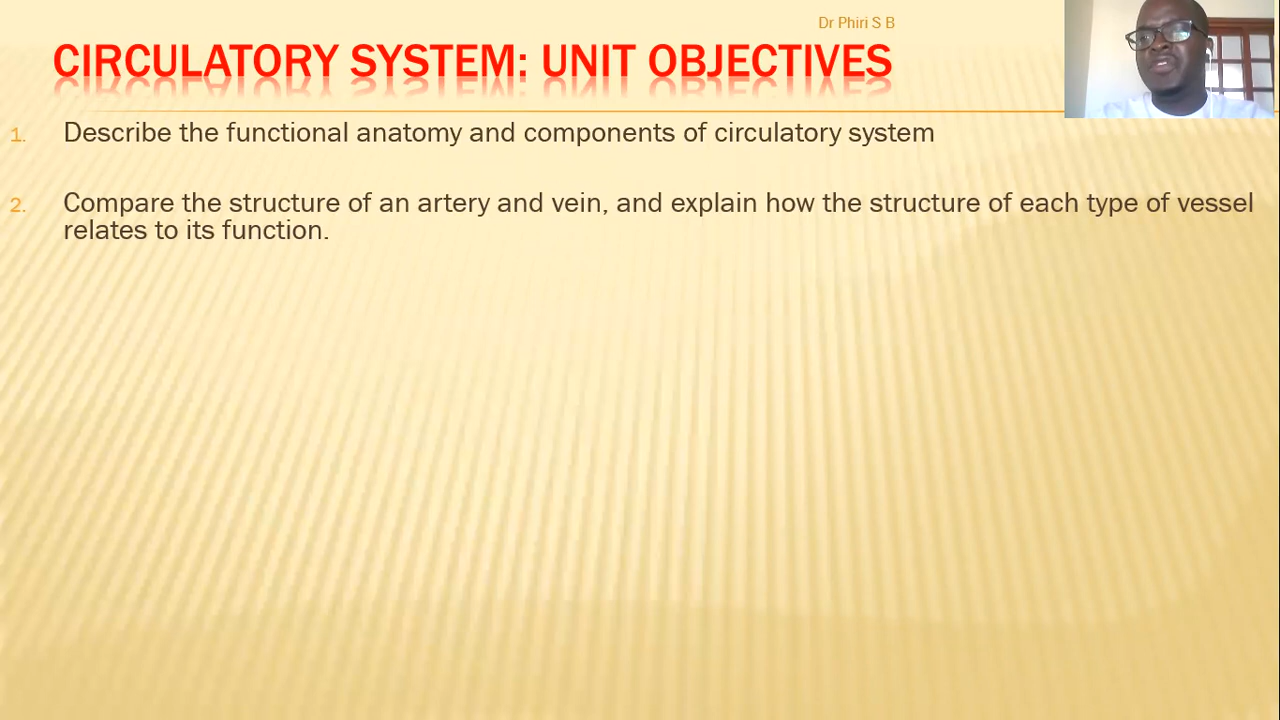 Dr Phiri S B
CIRCULATORY SYSTEM: UNIT OBJECTIVES
1. Describe the functional anatomy and components of circulatory system
2. Compare the structure of an artery and vein, and explain how the structure of each type of vessel
relates to its function.